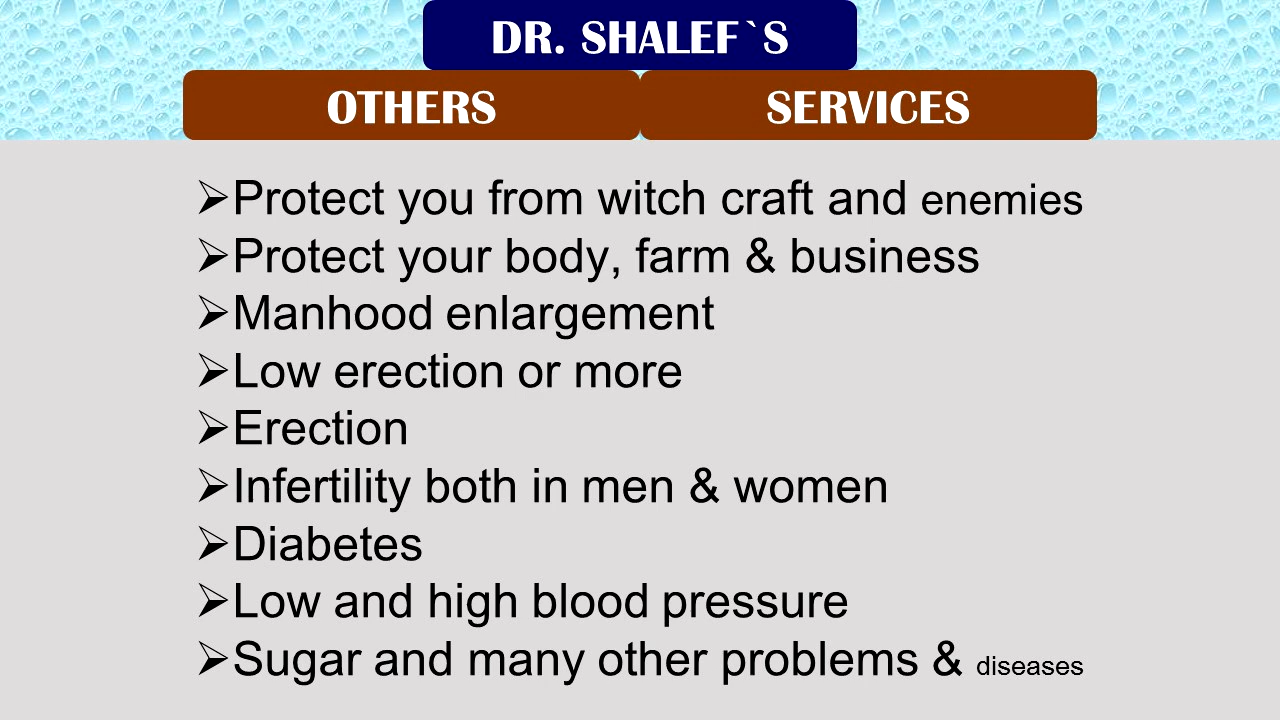 DR. SHALEF`S
OTHERS SERVICES
➢Protect you from witch craft and enemies
➢Protect your body, farm & business
➢Manhood enlargement
➢Low erection or more
➢Erection
➢Infertility both in men & women
➢Diabetes
➢Low and high blood pressure
➢Sugar and many other problems & diseases